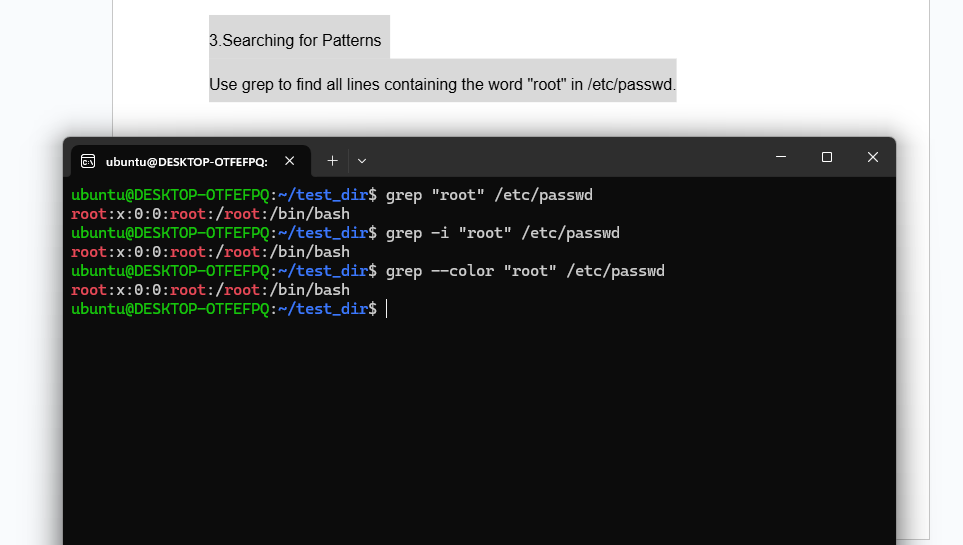 3.Searching for Patterns
Use grep to find all lines containing the word "root" in /etc/passwd.
ubuntu@DESKTOP-OTFEFPQ:
ubuntu@DESKTOP-OTFEFPQ:~/test_dir$ grep "root" /etc/passwd
root:x:0:0:root:/root:/bin/bash
ubuntu@DESKTOP-OTFEFPQ:~/test_dir$ grep -i "root" /etc/passwd
root:x:0:0:root:/root:/bin/bash
ubuntu@DESKTOP-OTFEFPQ:~/test_dir$ grep --color "root" /etc/passwd
root:x:0:0:root:/root:/bin/bash
ubuntu@DESKTOP-OTFEFPQ:~/test_dir$